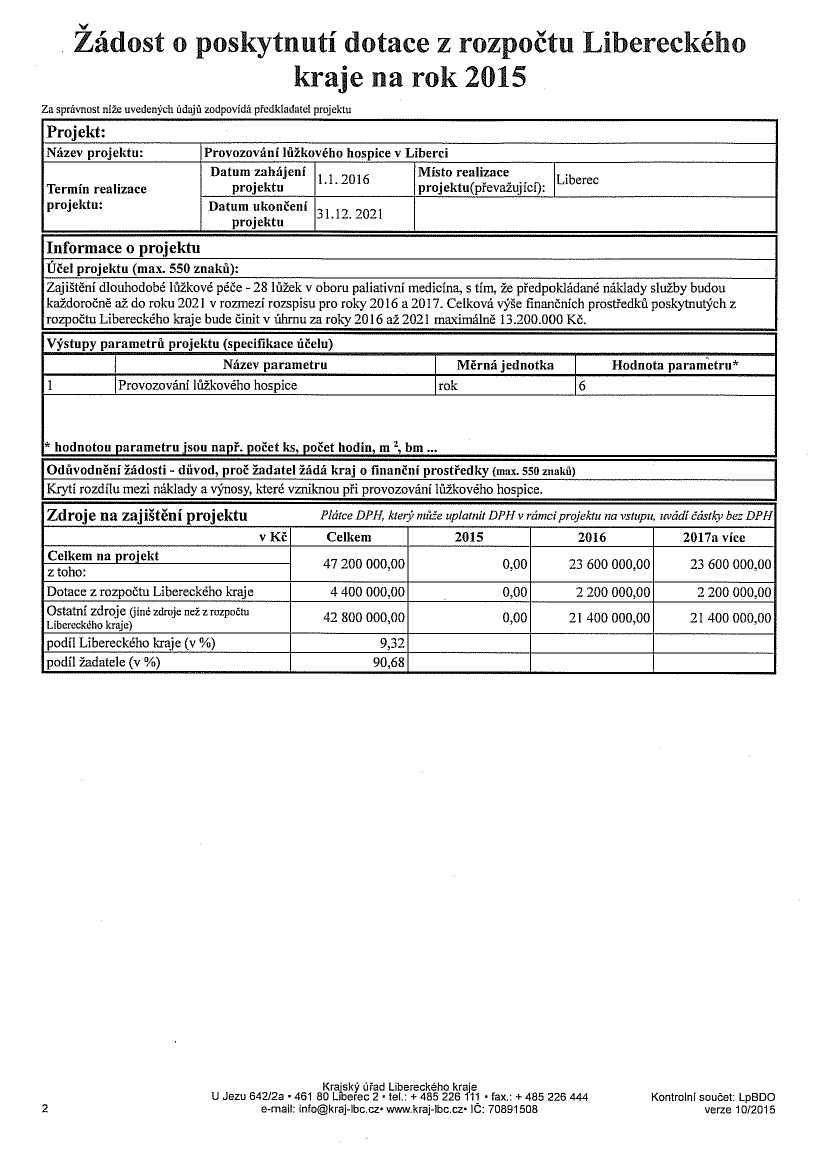 Žádost o poskytnutí dotace z rozpočtu Libereckého
kraje na rok 2015
Za správnost níže uvedených údajů zodpovídá předkladatel projektu
Projekt:
Název projektu: Provozování lůžkového hospice v Liberci
Termín realizace projektu: Datum zahájení projektu 1.1. 2016 Místo realizace projektu(převažující): Liberec
Datum ukončení projektu 31.12. 2021
Informace o projektu
Účel projektu (max. 550 znaků):
Zajištění dlouhodobé lůžkové péče - 28 lůžek v oboru paliativní medicína, s tím, že předpokládané náklady služby budou
každoročně až do roku 2021 v rozmezí rozspisu pro roky 2016 a 2017. Celková výše finančních prostředků poskytnutých z
rozpočtu Libereckého kraje bude činit v úhrnu za roky 2016 až 2021 maximálně 13.200.000 Kč.
Výstupy parametrů projektu (specifikace účelu)
Název parametru Měrná jednotka Hodnota parametru*
1 Provozování lůžkového hospice rok 6
* hodnotou parametru jsou např. počet ks, počet hodin, m ², bm ...
Odůvodnění žádosti - důvod, proč žadatel žádá kraj o finanční prostředky (max. 550 znaků)
Krytí rozdílu mezi náklady a výnosy, které vzniknou při provozování lůžkového hospice.
Zdroje na zajištění projektu Plátce DPH, který může uplatnit DPH v rámci projektu na vstupu, uvádí částky bez DPH
v Kč Celkem 2015 2016 2017a více
Celkem na projekt 47 200 000,00 0,00 23 600 000,00 23 600 000,00
z toho:
Dotace z rozpočtu Libereckého kraje 4 400 000,00 0,00 2 200 000,00 2 200 000,00
Ostatní zdroje (jiné zdroje než z rozpočtu Libereckého kraje) 42 800 000,00 0,00 21 400 000,00 21 400 000,00
podíl Libereckého kraje (v %) 9,32
podíl žadatele (v %) 90,68
Krajský úřad Libereckého kraje
U Jezu 642/2a • 461 80 Liberec 2 • tel.: + 485 226 111 • fax.: + 485 226 444 Kontrolní součet: LpBDO
2 e-mail: info@kraj-lbc.cz• www.kraj-lbc.cz• IČ: 70891508 verze 10/2015